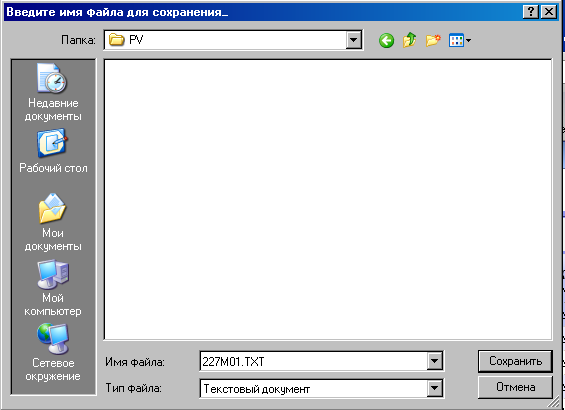 Введите имя файла для сохранения...
Папка: PV
Недавние
документы
Рабочий стол
Мои
документы
Мой
компьютер
Сетевое
окружение
Имя файла: 227M01.TXT Сохранить
Тип файла: Текстовый документ Отмена